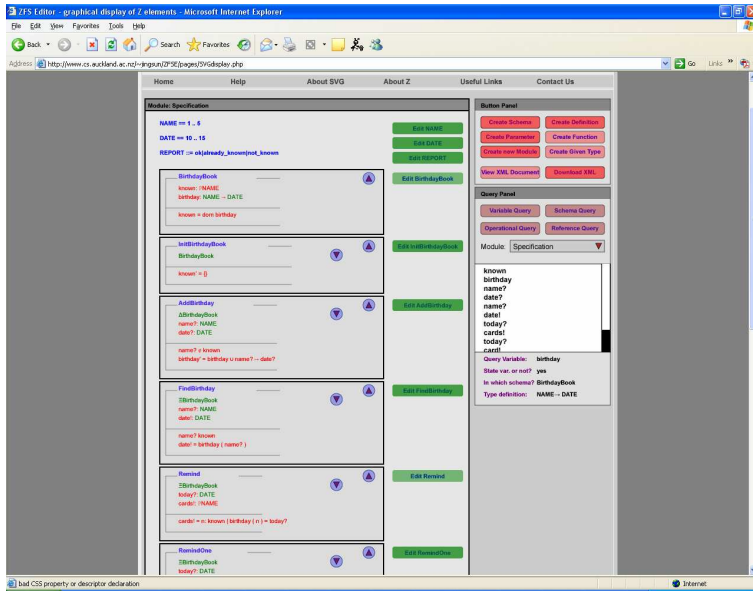 ZFS Editor - graphical display of Z elements - Microsoft Internet Explorer
File Edit View Favorites Tools Help
Back Search Favorites
Address http://www.cs.auckland.ac.nz/~jingsun/ZFSE/pages/SVGdisplay.php Go Links »
Home Help About SVG About Z Useful Links Contact Us
Module: Specification
NAME == 1 .. 5
DATE == 10 .. 15
REPORT ::= ok|already_known|not_known
Edit NAME
Edit DATE
Edit REPORT
BirthdayBook
known: ℙNAME
birthday: NAME → DATE
known = dom birthday
Edit BirthdayBook
InitBirthdayBook
BirthdayBook
known' = {}
Edit InitBirthdayBook
AddBirthday
ΔBirthdayBook
name?: NAME
date?: DATE
name? ∉ known
birthday' = birthday ∪ name? → date?
Edit AddBirthday
FindBirthday
ΞBirthdayBook
name?: NAME
date!: DATE
name? known
date! = birthday ( name? )
Edit FindBirthday
Remind
ΞBirthdayBook
today?: DATE
cards!: ℙNAME
cards! = n: known ( birthday ( n ) = today?
Edit Remind
RemindOne
ΞBirthdayBook
today?: DATE
Edit RemindOne
Button Panel
Create Schema Create Definition
Create Parameter Create Function
Create new Module Create Given Type
View XML Document Download XML
Query Panel
Variable Query Schema Query
Operational Query Reference Query
Module: Specification
known
birthday
name?
date?
name?
date!
today?
cards!
today?
card!
Query Variable: birthday
State var. or not? yes
In which schema? BirthdayBook
Type definition: NAME→ DATE
bad CSS property or descriptor declaration
Internet